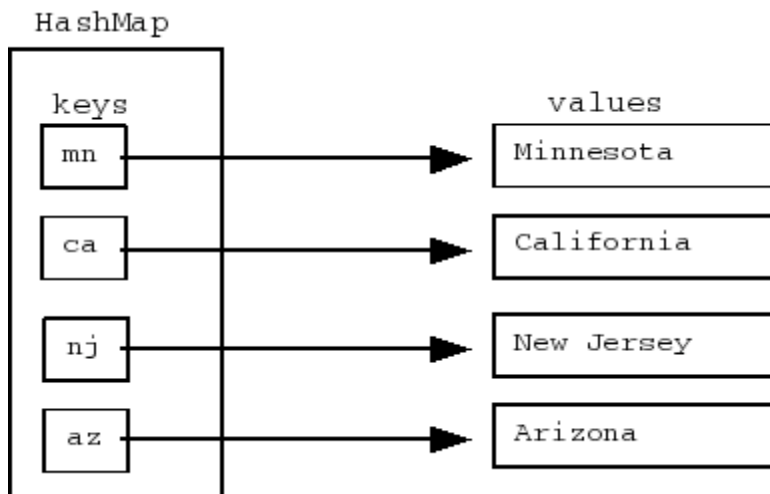 HashMap
keys values
mn Minnesota
ca California
nj New Jersey
az Arizona